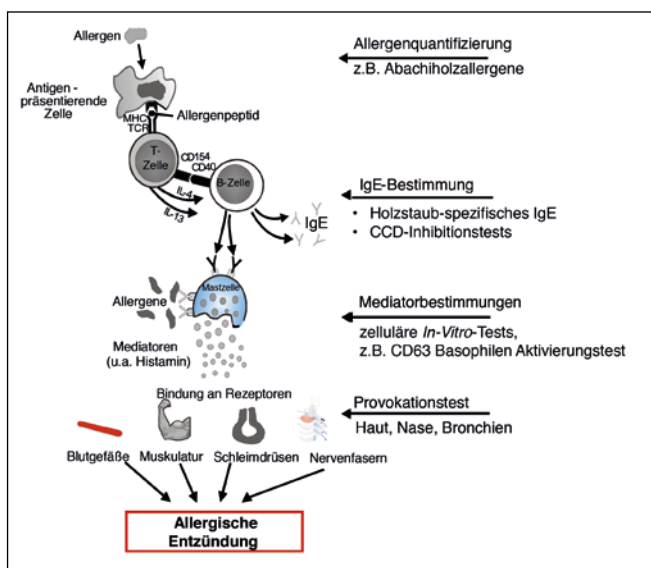 Allergen
Antigen-
präsentierende
Zelle
MHC
TCR
Allergenpeptid
T-
Zelle
CD154
CD40
B-Zelle
IL-4
IL-13
IgE
Mastzelle
Allergene
Mediatoren
(u.a. Histamin)
Bindung an Rezeptoren
Blutgefäße
Muskulatur
Schleimdrüsen
Nervenfasern
Allergische
Entzündung
Allergenquantifizierung
z.B. Abachiholzallergene
IgE-Bestimmung
• Holzstaub-spezifisches IgE
• CCD-Inhibitionstests
Mediatorbestimmungen
zelluläre In-Vitro-Tests,
z.B. CD63 Basophilen Aktivierungstest
Provokationstest
Haut, Nase, Bronchien